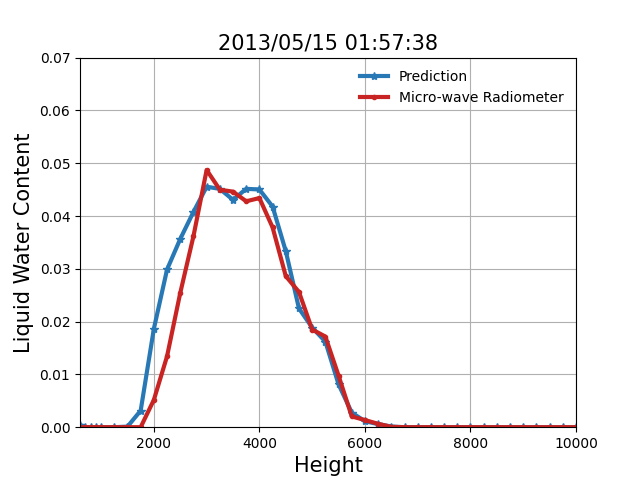 2013/05/15 01:57:38
0.07
0.06
0.05
0.04
0.03
0.02
0.01
0.00
Liquid Water Content
Prediction
Micro-wave Radiometer
2000 4000 6000 8000 10000
Height